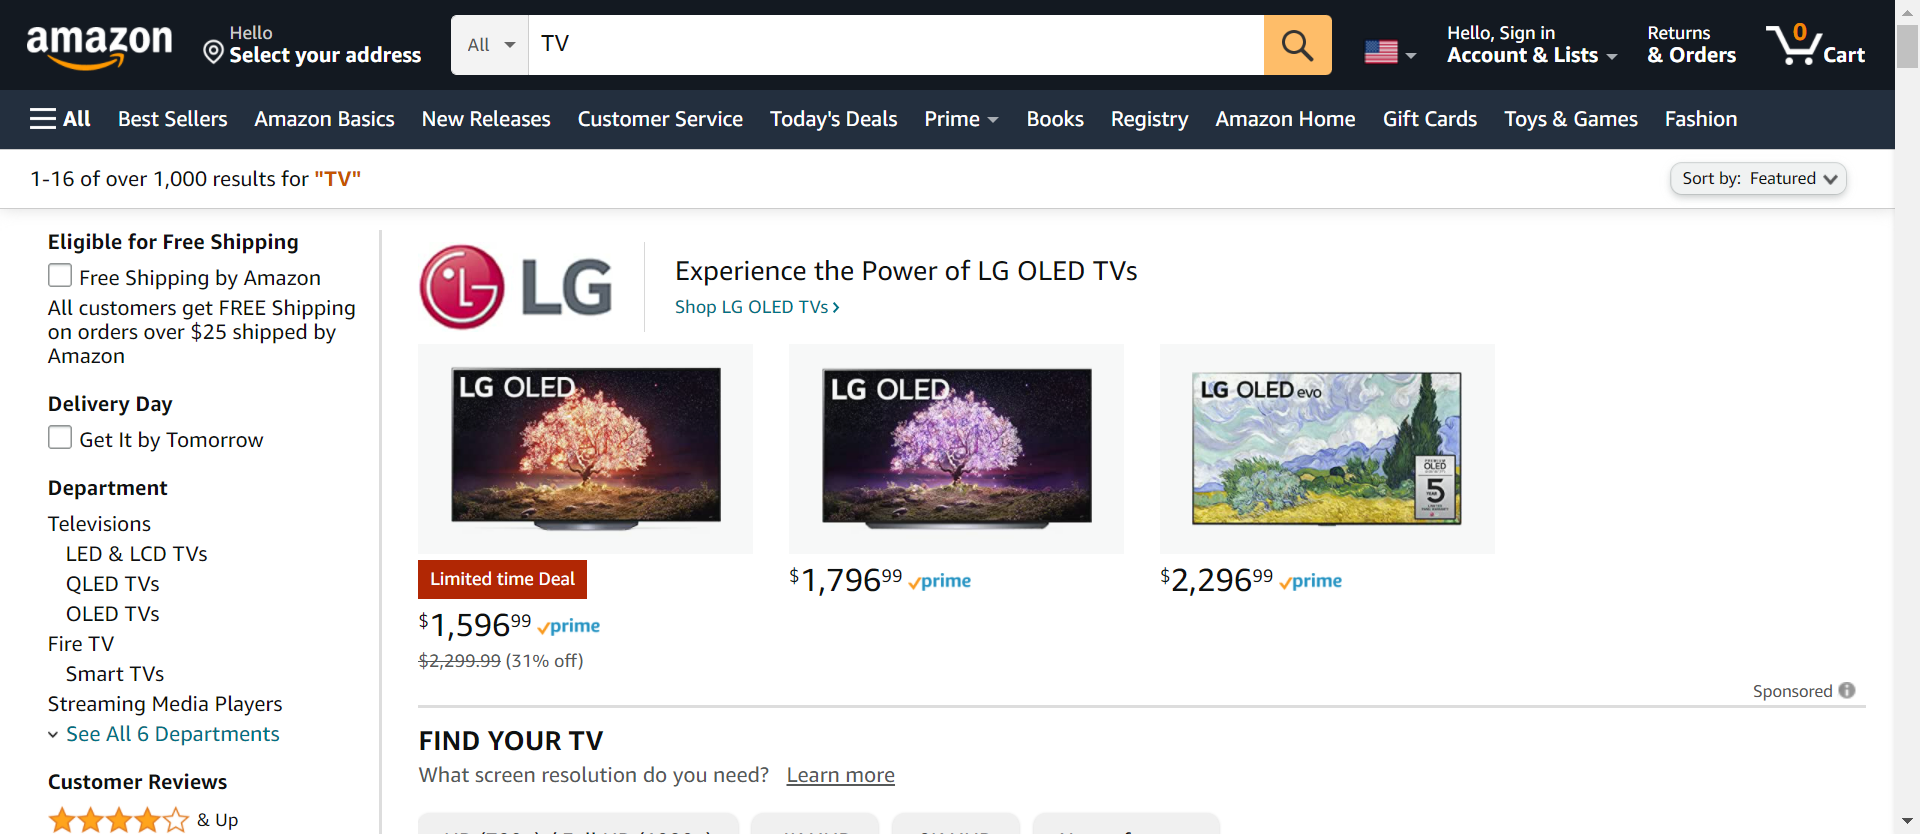 amazon
Hello
Select your address
All
TV
Hello, Sign in
Account & Lists
Returns
& Orders
0
Cart
All
Best Sellers
Amazon Basics
New Releases
Customer Service
Today's Deals
Prime
Books
Registry
Amazon Home
Gift Cards
Toys & Games
Fashion
1-16 of over 1,000 results for "TV"
Sort by: Featured
Eligible for Free Shipping
Free Shipping by Amazon
All customers get FREE Shipping
on orders over $25 shipped by
Amazon
Delivery Day
Get It by Tomorrow
Department
Televisions
LED & LCD TVs
QLED TVs
OLED TVs
Fire TV
Smart TVs
Streaming Media Players
See All 6 Departments
Customer Reviews
& Up
LG
Experience the Power of LG OLED TVs
Shop LG OLED TVs ›
LG OLED
LG OLED
LG OLED evo
OLED
5
YEAR
Limited time Deal
$1,596.99 prime
$2,299.99 (31% off)
$1,796.99 prime
$2,296.99 prime
Sponsored
FIND YOUR TV
What screen resolution do you need? Learn more